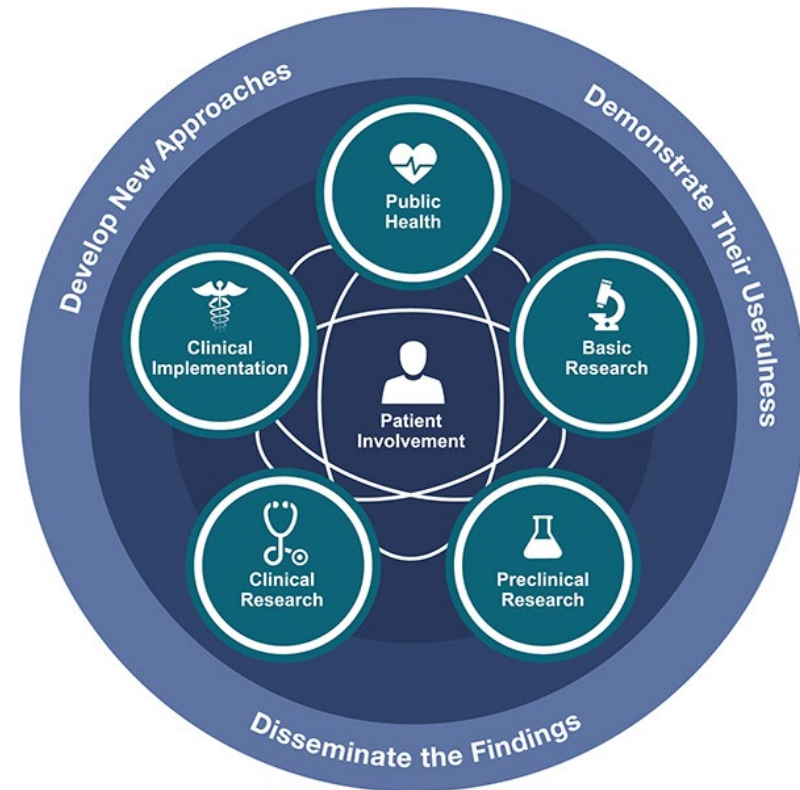 Develop New Approaches
Demonstrate Their Usefulness
Public
Health
Clinical
Implementation
Basic
Research
Patient
Involvement
Clinical
Research
Preclinical
Research
Disseminate the Findings